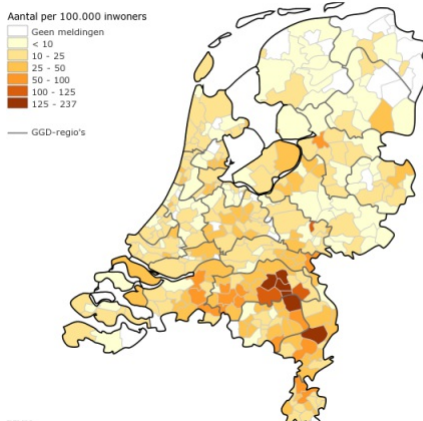 Aantal per 100.000 inwoners
Geen meldingen
< 10
10 - 25
25 - 50
50 - 100
100 - 125
125 - 237
GGD-regio's